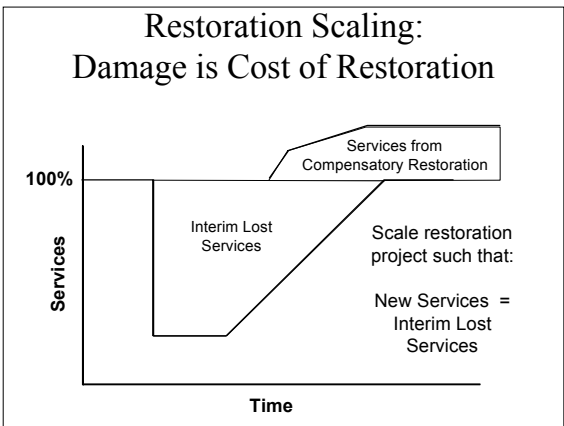 Restoration Scaling:
Damage is Cost of Restoration
Services from
Compensatory Restoration
100%
Interim Lost
Services
Scale restoration
project such that:
New Services =
Interim Lost
Services
Services
Time